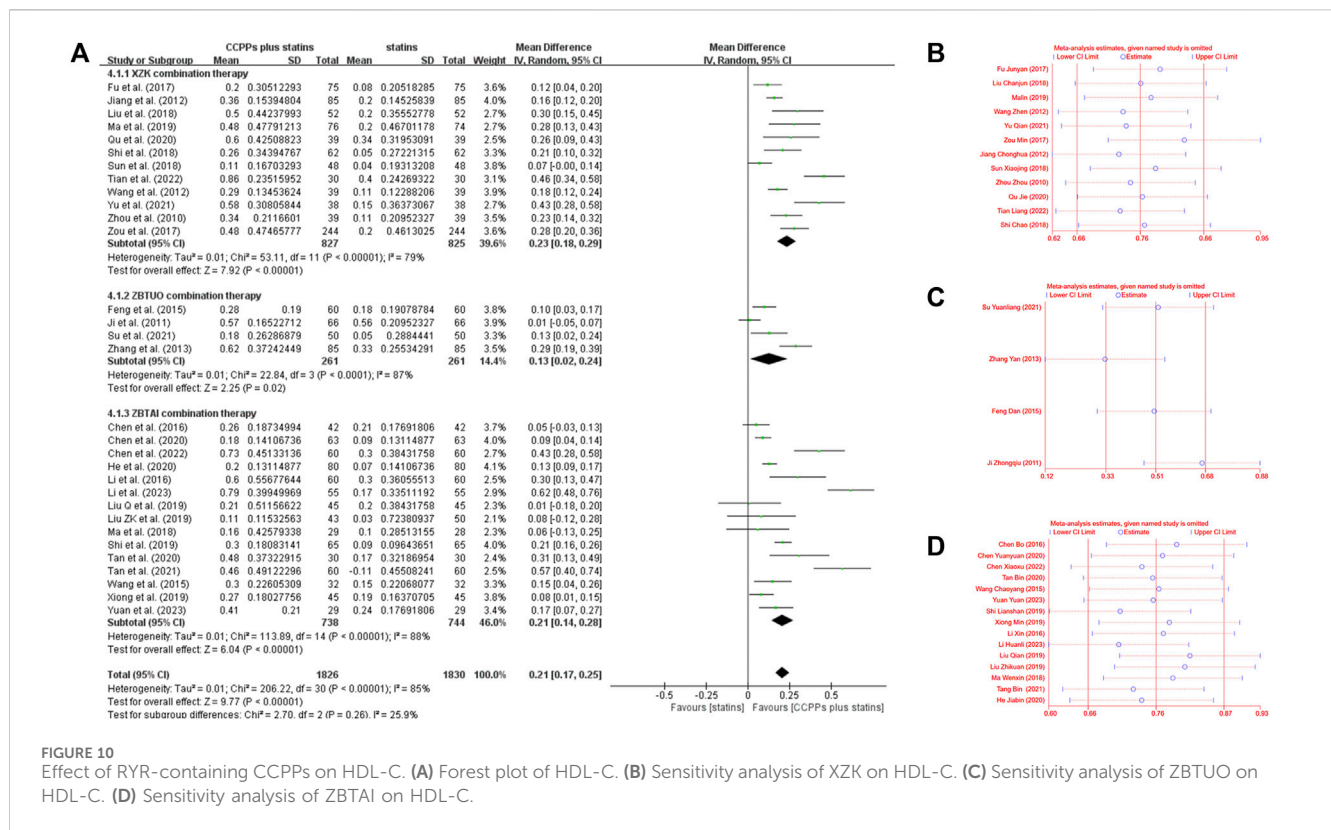 A
CCPPs plus statins statins Mean Difference Mean Difference
Study or Subgroup Mean SD Total Mean SD Total Weight IV, Random, 95% CI IV, Random, 95% CI
4.1.1 XZK combination therapy
Fu et al. (2017) 0.2 0.30512293 75 0.08 0.20518285 75 3.6% 0.12 [0.04, 0.20]
Jiang et al. (2012) 0.36 0.15394804 85 0.2 0.14525839 85 4.1% 0.16 [0.12, 0.20]
Liu et al. (2018) 0.5 0.44237993 52 0.2 0.35552778 52 2.4% 0.30 [0.15, 0.45]
Ma et al. (2019) 0.48 0.47791213 76 0.2 0.46701178 74 2.4% 0.28 [0.13, 0.43]
Qu et al. (2020) 0.6 0.42508823 39 0.34 0.31953091 39 2.2% 0.26 [0.09, 0.43]
Shi et al. (2018) 0.26 0.34394767 62 0.05 0.27221315 62 3.2% 0.21 [0.10, 0.32]
Sun et al. (2018) 0.11 0.16703293 48 0.04 0.19313208 48 3.7% 0.07 [-0.00, 0.14]
Tian et al. (2022) 0.86 0.23515952 30 0.4 0.24269322 30 3.0% 0.46 [0.34, 0.58]
Wang et al. (2012) 0.29 0.13453624 39 0.11 0.12288206 39 3.9% 0.18 [0.12, 0.24]
Yu et al. (2021) 0.58 0.30805844 38 0.15 0.36373067 38 2.4% 0.43 [0.28, 0.58]
Zhou et al. (2010) 0.34 0.2116601 39 0.11 0.20952327 39 3.3% 0.23 [0.14, 0.32]
Zou et al. (2017) 0.48 0.47465777 244 0.2 0.4613025 244 3.5% 0.28 [0.20, 0.36]
Subtotal (95% CI) 827 825 39.6% 0.23 [0.18, 0.29]
Heterogeneity: Tau² = 0.01; Chi² = 53.11, df = 11 (P < 0.00001); I² = 79%
Test for overall effect: Z = 7.92 (P < 0.00001)
4.1.2 ZBTUO combination therapy
Feng et al. (2015) 0.28 0.19 60 0.18 0.19078784 60 3.8% 0.10 [0.03, 0.17]
Ji et al. (2011) 0.57 0.16522712 66 0.56 0.20952327 66 3.9% 0.01 [-0.05, 0.07]
Su et al. (2021) 0.18 0.26286879 50 0.05 0.2884441 50 3.2% 0.13 [0.02, 0.24]
Zhang et al. (2013) 0.62 0.37242449 85 0.33 0.25534291 85 3.4% 0.29 [0.19, 0.39]
Subtotal (95% CI) 261 261 14.4% 0.13 [0.02, 0.24]
Heterogeneity: Tau² = 0.01; Chi² = 22.84, df = 3 (P < 0.0001); I² = 87%
Test for overall effect: Z = 2.25 (P = 0.02)
4.1.3 ZBTAI combination therapy
Chen et al. (2016) 0.26 0.18734994 42 0.21 0.17691806 42 3.7% 0.05 [-0.03, 0.13]
Chen et al. (2020) 0.18 0.14106736 63 0.09 0.13114877 63 4.0% 0.09 [0.04, 0.14]
Chen et al. (2022) 0.73 0.45133136 60 0.3 0.38431758 60 2.4% 0.43 [0.28, 0.58]
He et al. (2020) 0.2 0.13114877 80 0.07 0.14106736 80 4.1% 0.13 [0.09, 0.17]
Li et al. (2016) 0.6 0.55677644 60 0.3 0.36055513 60 2.2% 0.30 [0.13, 0.47]
Li et al. (2023) 0.79 0.39949969 55 0.17 0.33511192 55 2.6% 0.62 [0.48, 0.76]
Liu Q et al. (2019) 0.21 0.51156622 45 0.2 0.38431758 45 2.0% 0.01 [-0.18, 0.20]
Liu ZK et al. (2019) 0.11 0.11532563 43 0.03 0.72380937 50 1.8% 0.08 [-0.12, 0.28]
Ma et al. (2018) 0.16 0.42579338 29 0.1 0.28513155 28 1.9% 0.06 [-0.13, 0.25]
Shi et al. (2019) 0.3 0.18083141 65 0.09 0.09643651 65 4.0% 0.21 [0.16, 0.26]
Tan et al. (2020) 0.48 0.37322915 30 0.17 0.32186954 30 2.1% 0.31 [0.13, 0.49]
Tan et al. (2021) 0.46 0.49122296 60 -0.11 0.45508241 60 2.2% 0.57 [0.40, 0.74]
Wang et al. (2015) 0.3 0.22605309 32 0.15 0.22068077 32 3.2% 0.15 [0.04, 0.26]
Xiong et al. (2019) 0.27 0.18027756 45 0.19 0.16370705 45 3.7% 0.08 [0.01, 0.15]
Yuan et al. (2023) 0.41 0.21 29 0.24 0.17691806 29 3.3% 0.17 [0.07, 0.27]
Subtotal (95% CI) 738 744 46.0% 0.21 [0.14, 0.28]
Heterogeneity: Tau² = 0.01; Chi² = 113.89, df = 14 (P < 0.00001); I² = 88%
Test for overall effect: Z = 6.04 (P < 0.00001)
Total (95% CI) 1826 1830 100.0% 0.21 [0.17, 0.25]
Heterogeneity: Tau² = 0.01; Chi² = 206.22, df = 30 (P < 0.00001); I² = 85%
Test for overall effect: Z = 9.77 (P < 0.00001)
Test for subgroup differences: Chi² = 2.70, df = 2 (P = 0.26), I² = 25.9%
-0.5 -0.25 0 0.25 0.5
Favours [statins] Favours [CCPPs plus statins]
B
Meta-analysis estimates, given named study is omitted
Lower CI Limit Estimate Upper CI Limit
Fu Junyan (2017)
Liu Chanjun (2018)
Malin (2019)
Wang Zhen (2012)
Yu Qian (2021)
Zou Min (2017)
Jiang Chonghua (2012)
Sun Xiaojing (2018)
Zhou Zhou (2010)
Qu Jie (2020)
Tian Liang (2022)
Shi Chao (2018)
0.62 0.66 0.76 0.86 0.95
C
Meta-analysis estimates, given named study is omitted
Lower CI Limit Estimate Upper CI Limit
Su Yuanliang (2021)
Zhang Yan (2013)
Feng Dan (2015)
Ji Zhongqiu (2011)
0.12 0.33 0.51 0.68 0.88
D
Meta-analysis estimates, given named study is omitted
Lower CI Limit Estimate Upper CI Limit
Chen Bo (2016)
Chen Yuanyuan (2020)
Chen Xiaoxu (2022)
Tan Bin (2020)
Wang Chaoyang (2015)
Yuan Yuan (2023)
Shi Lianshan (2019)
Xiong Min (2019)
Li Xin (2016)
Li Huanli (2023)
Liu Qian (2019)
Liu Zhikuan (2019)
Ma Wenxin (2018)
Tang Bin (2021)
He Jiabin (2020)
0.60 0.66 0.76 0.87 0.93
FIGURE 10
Effect of RYR-containing CCPPs on HDL-C. (A) Forest plot of HDL-C. (B) Sensitivity analysis of XZK on HDL-C. (C) Sensitivity analysis of ZBTUO on
HDL-C. (D) Sensitivity analysis of ZBTAI on HDL-C.